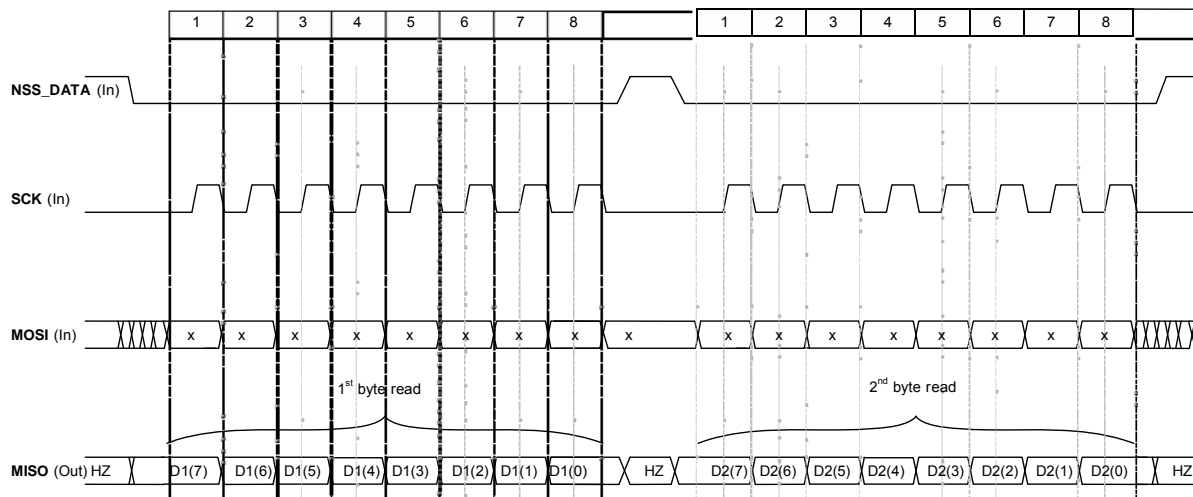 1 2 3 4 5 6 7 8 1 2 3 4 5 6 7 8
NSS_DATA (In)
SCK (In)
MOSI (In) x x x x x x x x x x x x x x x x x
1st byte read 2nd byte read
MISO (Out) HZ D1(7) D1(6) D1(5) D1(4) D1(3) D1(2) D1(1) D1(0) HZ D2(7) D2(6) D2(5) D2(4) D2(3) D2(2) D2(1) D2(0) HZ